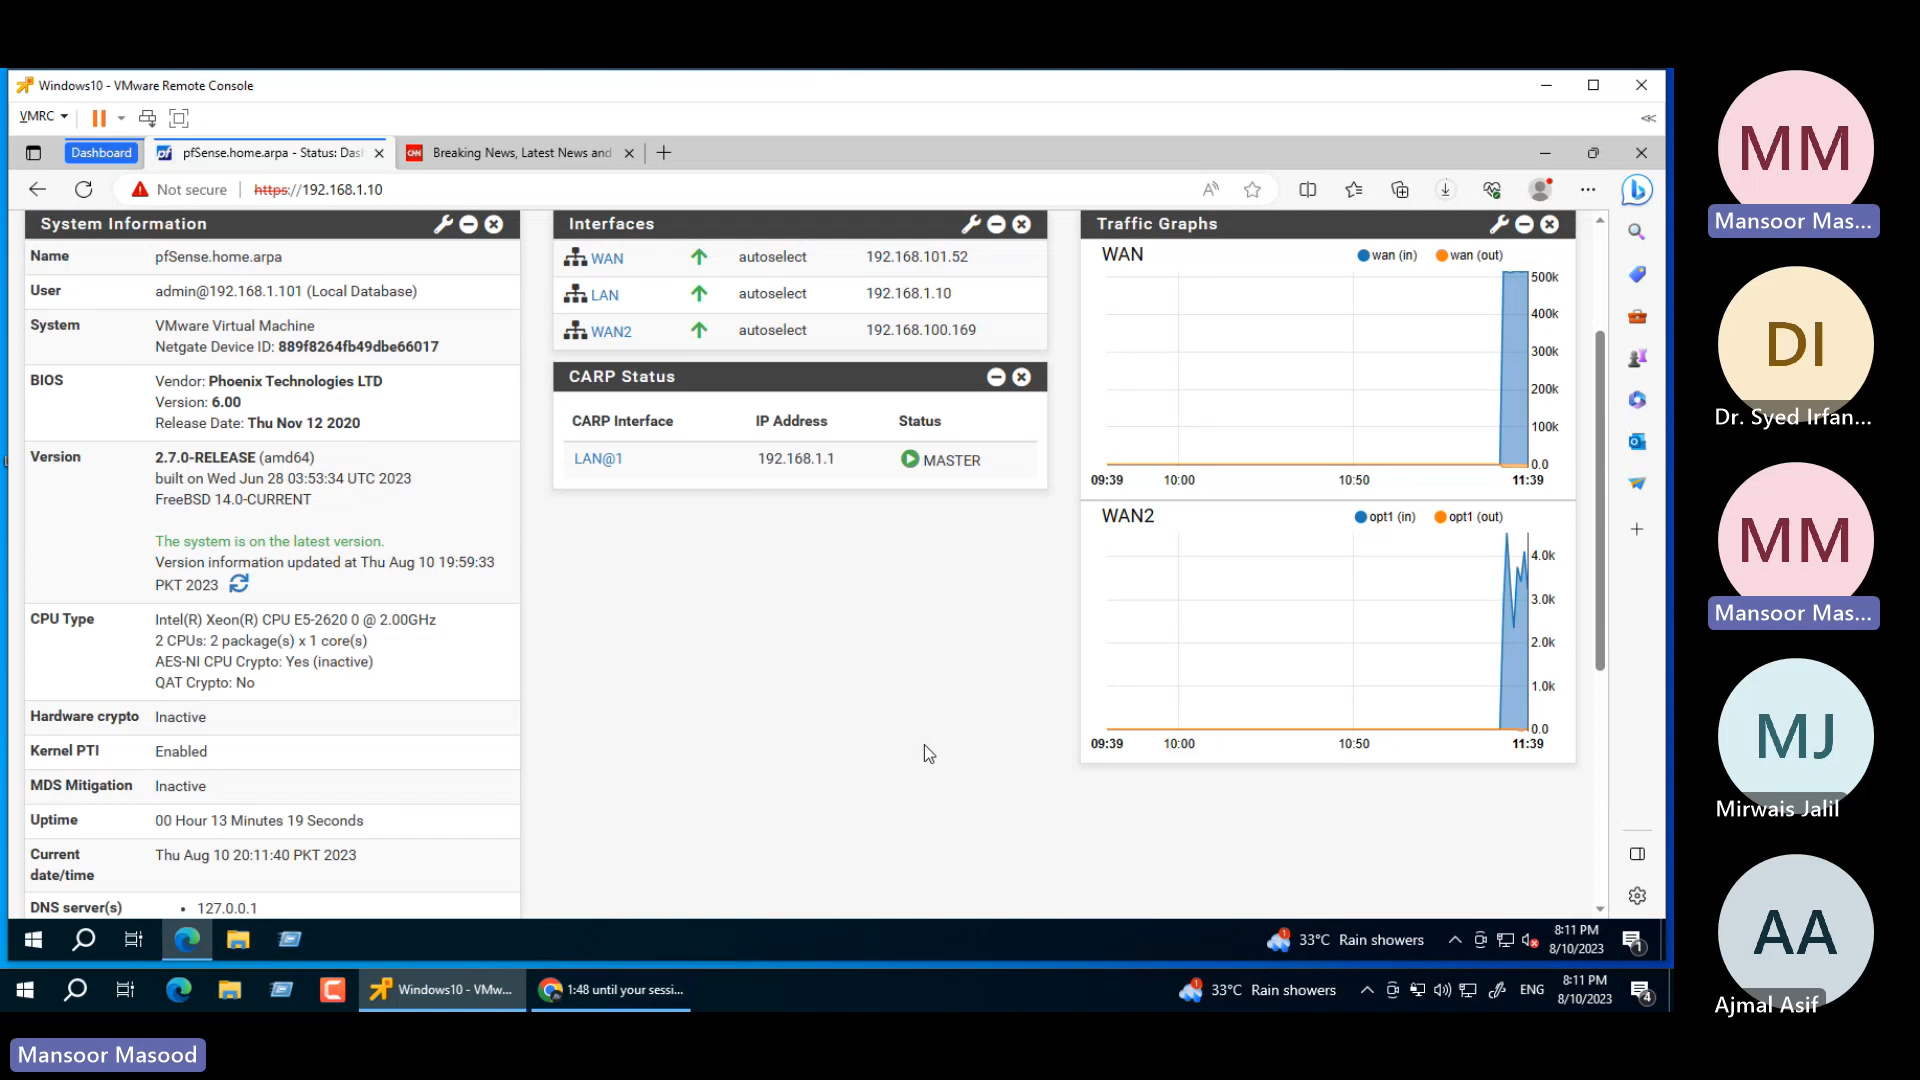 Windows10 - VMware Remote Console
VMRC
Dashboard
pfSense.home.arpa - Status: Das
Breaking News, Latest News and
Not secure
https://192.168.1.10
System Information
Name
pfSense.home.arpa
User
admin@192.168.1.101 (Local Database)
System
VMware Virtual Machine
Netgate Device ID: 889f8264fb49dbe66017
BIOS
Vendor: Phoenix Technologies LTD
Version: 6.00
Release Date: Thu Nov 12 2020
Version
2.7.0-RELEASE (amd64)
built on Wed Jun 28 03:53:34 UTC 2023
FreeBSD 14.0-CURRENT
The system is on the latest version.
Version information updated at Thu Aug 10 19:59:33
PKT 2023
CPU Type
Intel(R) Xeon(R) CPU E5-2620 0 @ 2.00GHz
2 CPUs: 2 package(s) x 1 core(s)
AES-NI CPU Crypto: Yes (inactive)
QAT Crypto: No
Hardware crypto
Inactive
Kernel PTI
Enabled
MDS Mitigation
Inactive
Uptime
00 Hour 13 Minutes 19 Seconds
Current
date/time
Thu Aug 10 20:11:40 PKT 2023
DNS server(s)
127.0.0.1
Interfaces
WAN autoselect 192.168.101.52
LAN autoselect 192.168.1.10
WAN2 autoselect 192.168.100.169
CARP Status
CARP Interface IP Address Status
LAN@1 192.168.1.1 MASTER
Traffic Graphs
WAN
wan (in) wan (out)
500k
400k
300k
200k
100k
0.0
09:39 10:00 10:50 11:39
WAN2
opt1 (in) opt1 (out)
4.0k
3.0k
2.0k
1.0k
0.0
09:39 10:00 10:50 11:39
33°C Rain showers
8:11 PM
8/10/2023
1
Windows10 - VMw...
1:48 until your sessi...
33°C Rain showers
ENG
8:11 PM
8/10/2023
4
Mansoor Masood
MM
Mansoor Mas...
DI
Dr. Syed Irfan...
MM
Mansoor Mas...
MJ
Mirwais Jalil
AA
Ajmal Asif